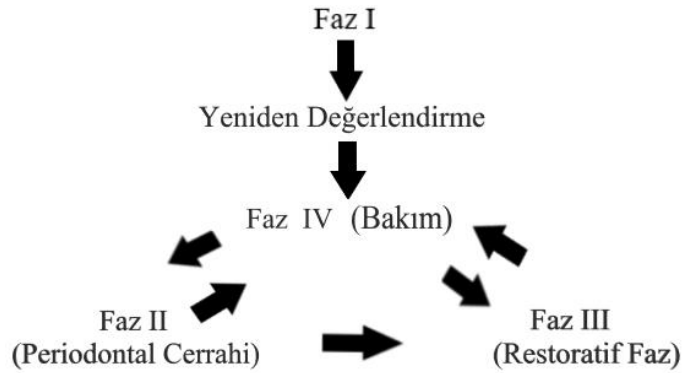 Faz I
Yeniden Değerlendirme
Faz IV (Bakım)
Faz II
(Periodontal Cerrahi)
Faz III
(Restoratif Faz)